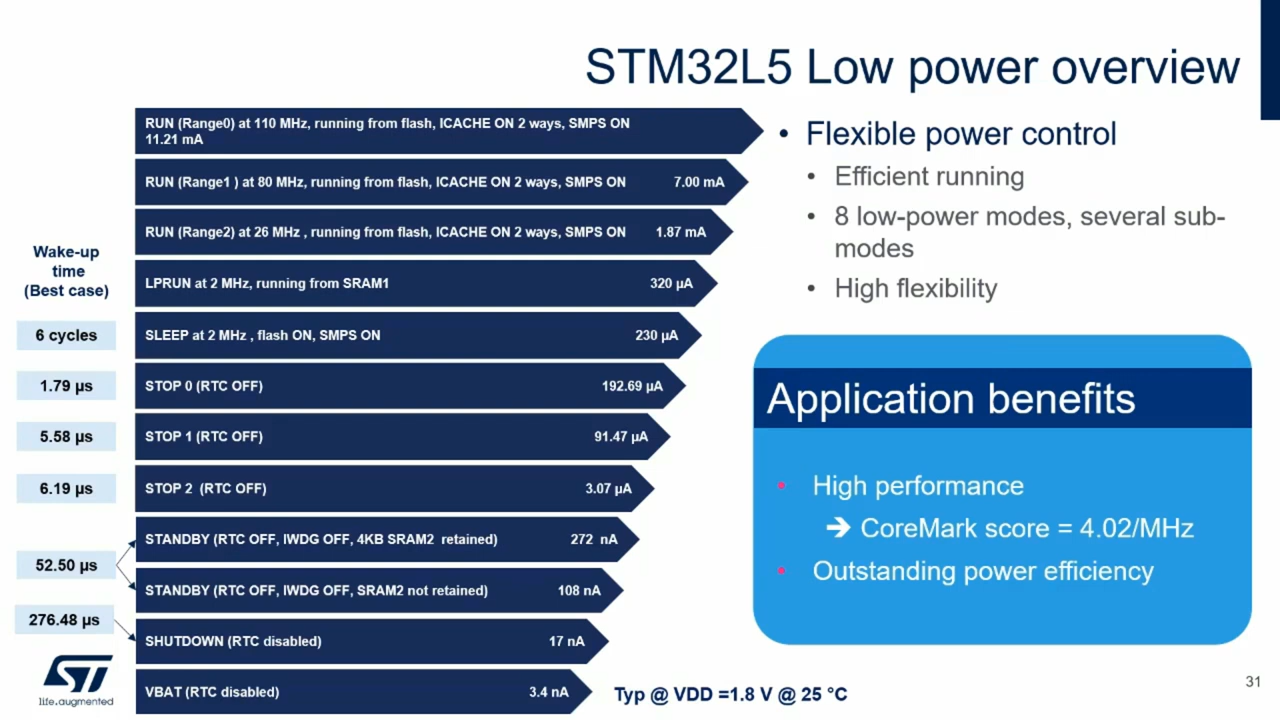 STM32L5 Low power overview
RUN (Range0) at 110 MHz, running from flash, ICACHE ON 2 ways, SMPS ON
11.21 mA
RUN (Range1 ) at 80 MHz, running from flash, ICACHE ON 2 ways, SMPS ON 7.00 mA
RUN (Range2) at 26 MHz , running from flash, ICACHE ON 2 ways, SMPS ON 1.87 mA
Wake-up
time
(Best case)
LPRUN at 2 MHz, running from SRAM1 320 µA
6 cycles SLEEP at 2 MHz , flash ON, SMPS ON 230 µA
1.79 µs STOP 0 (RTC OFF) 192.69 µA
5.58 µs STOP 1 (RTC OFF) 91.47 µA
6.19 µs STOP 2 (RTC OFF) 3.07 µA
STANDBY (RTC OFF, IWDG OFF, 4KB SRAM2 retained) 272 nA
52.50 µs
STANDBY (RTC OFF, IWDG OFF, SRAM2 not retained) 108 nA
276.48 µs
SHUTDOWN (RTC disabled) 17 nA
VBAT (RTC disabled) 3.4 nA
Typ @ VDD =1.8 V @ 25 °C
• Flexible power control
• Efficient running
• 8 low-power modes, several sub-
modes
• High flexibility
Application benefits
• High performance
➔ CoreMark score = 4.02/MHz
• Outstanding power efficiency
ST
life.augmented
31